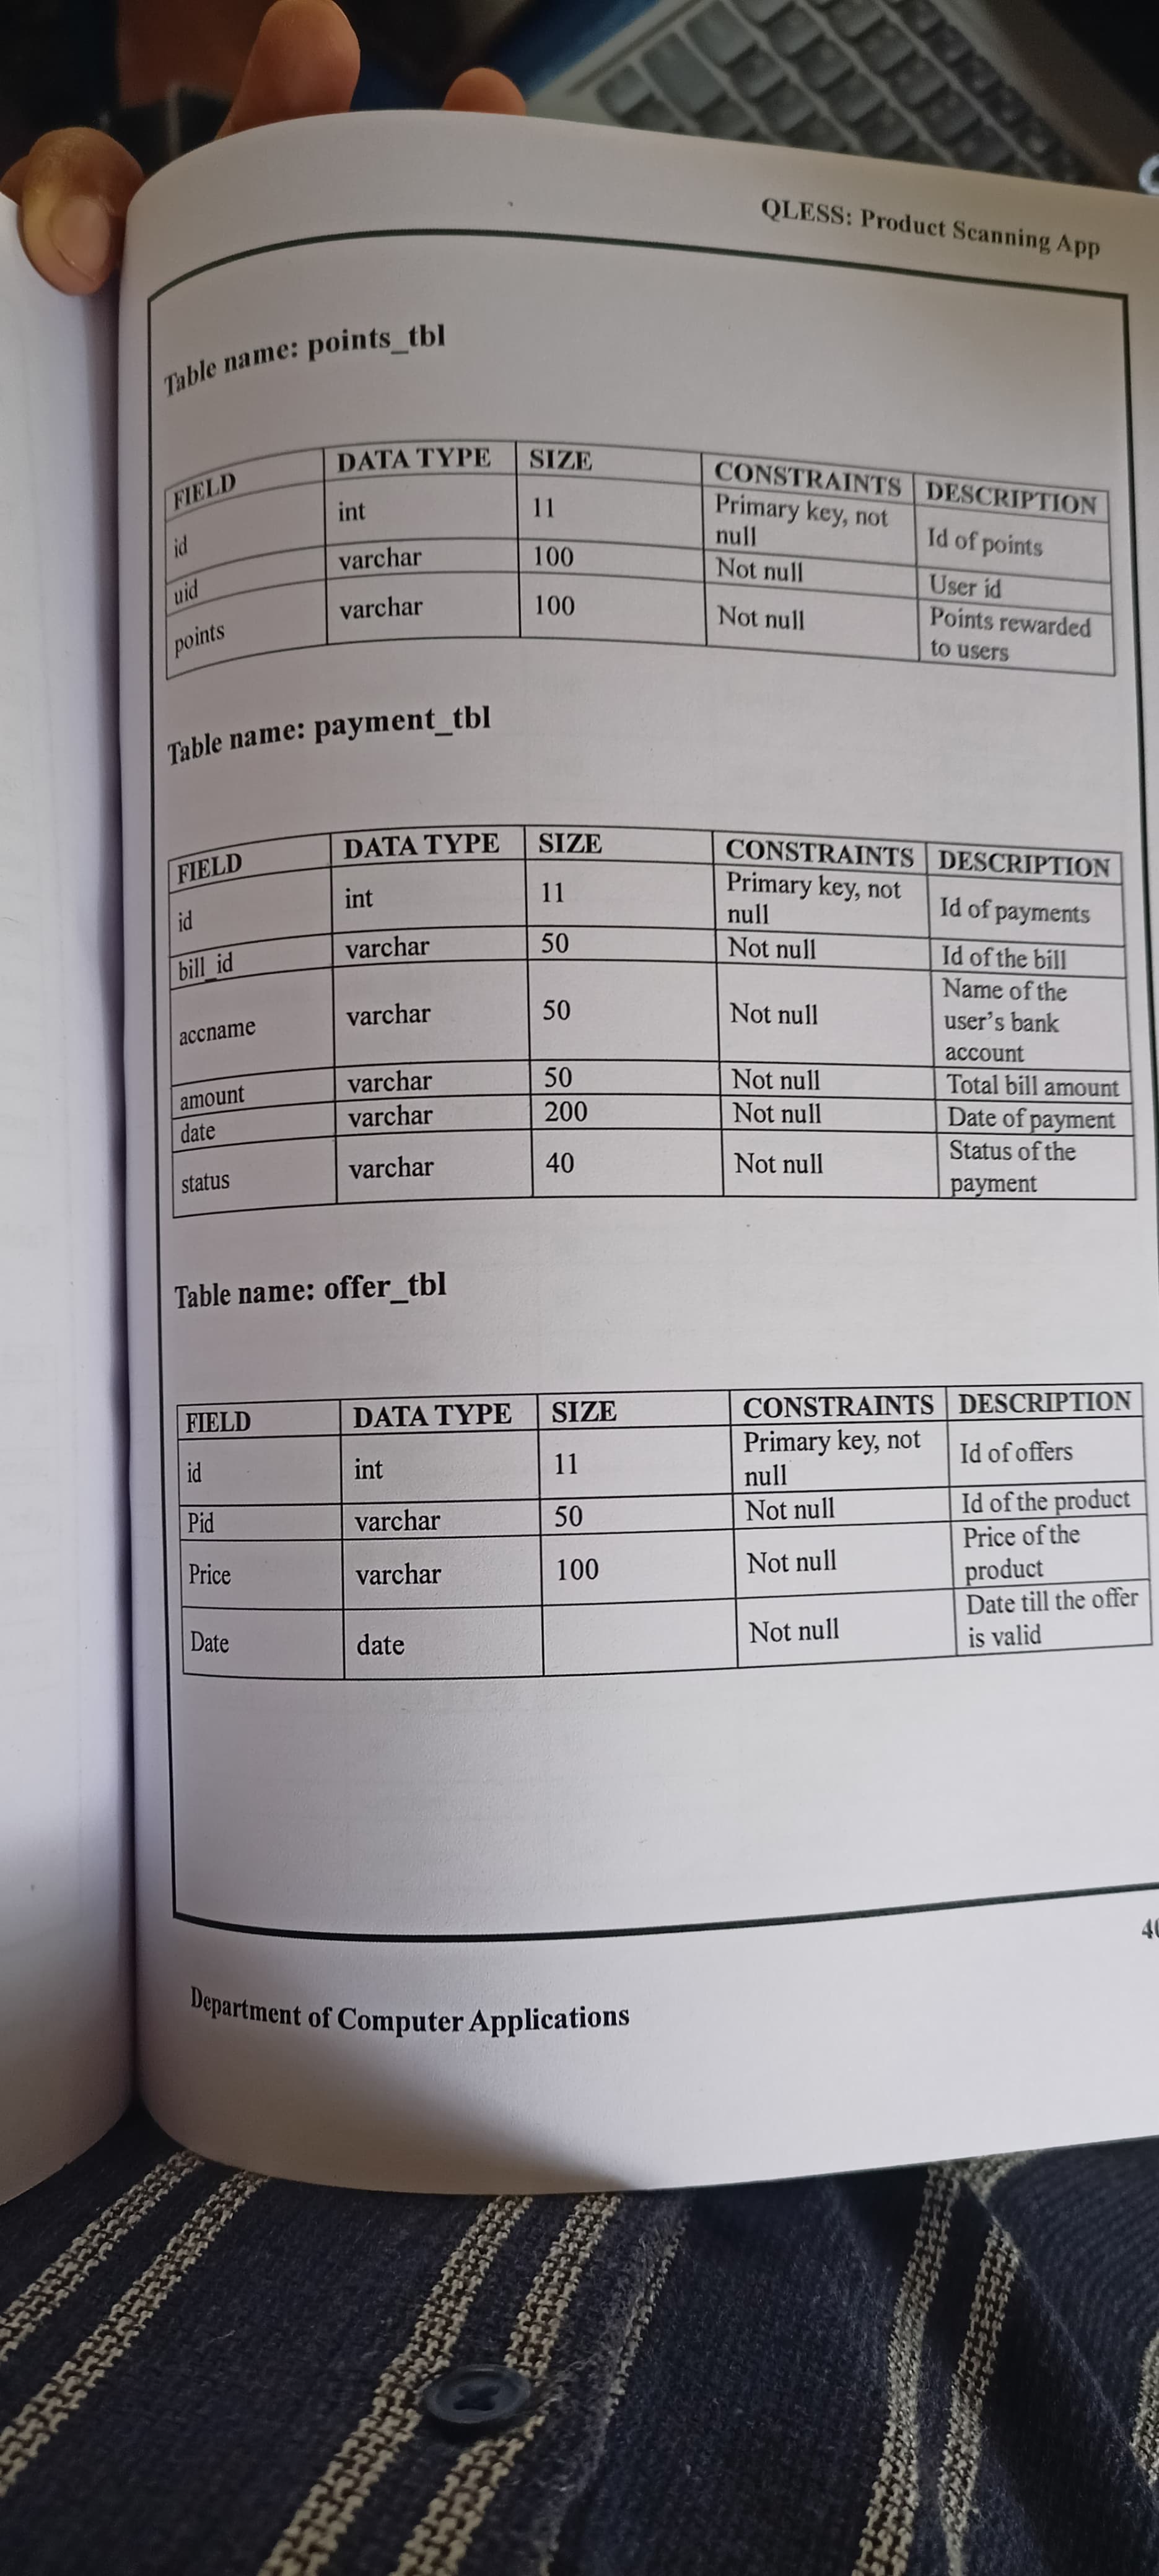 QLESS: Product Scanning App
Table name: points_tbl
FIELD DATA TYPE SIZE CONSTRAINTS DESCRIPTION
id int 11 Primary key, not null Id of points
uid varchar 100 Not null User id
points varchar 100 Not null Points rewarded to users
Table name: payment_tbl
FIELD DATA TYPE SIZE CONSTRAINTS DESCRIPTION
id int 11 Primary key, not null Id of payments
bill_id varchar 50 Not null Id of the bill
accname varchar 50 Not null Name of the user's bank account
amount varchar 50 Not null Total bill amount
date varchar 200 Not null Date of payment
status varchar 40 Not null Status of the payment
Table name: offer_tbl
FIELD DATA TYPE SIZE CONSTRAINTS DESCRIPTION
id int 11 Primary key, not null Id of offers
Pid varchar 50 Not null Id of the product
Price varchar 100 Not null Price of the product
Date date Not null Date till the offer is valid
Department of Computer Applications